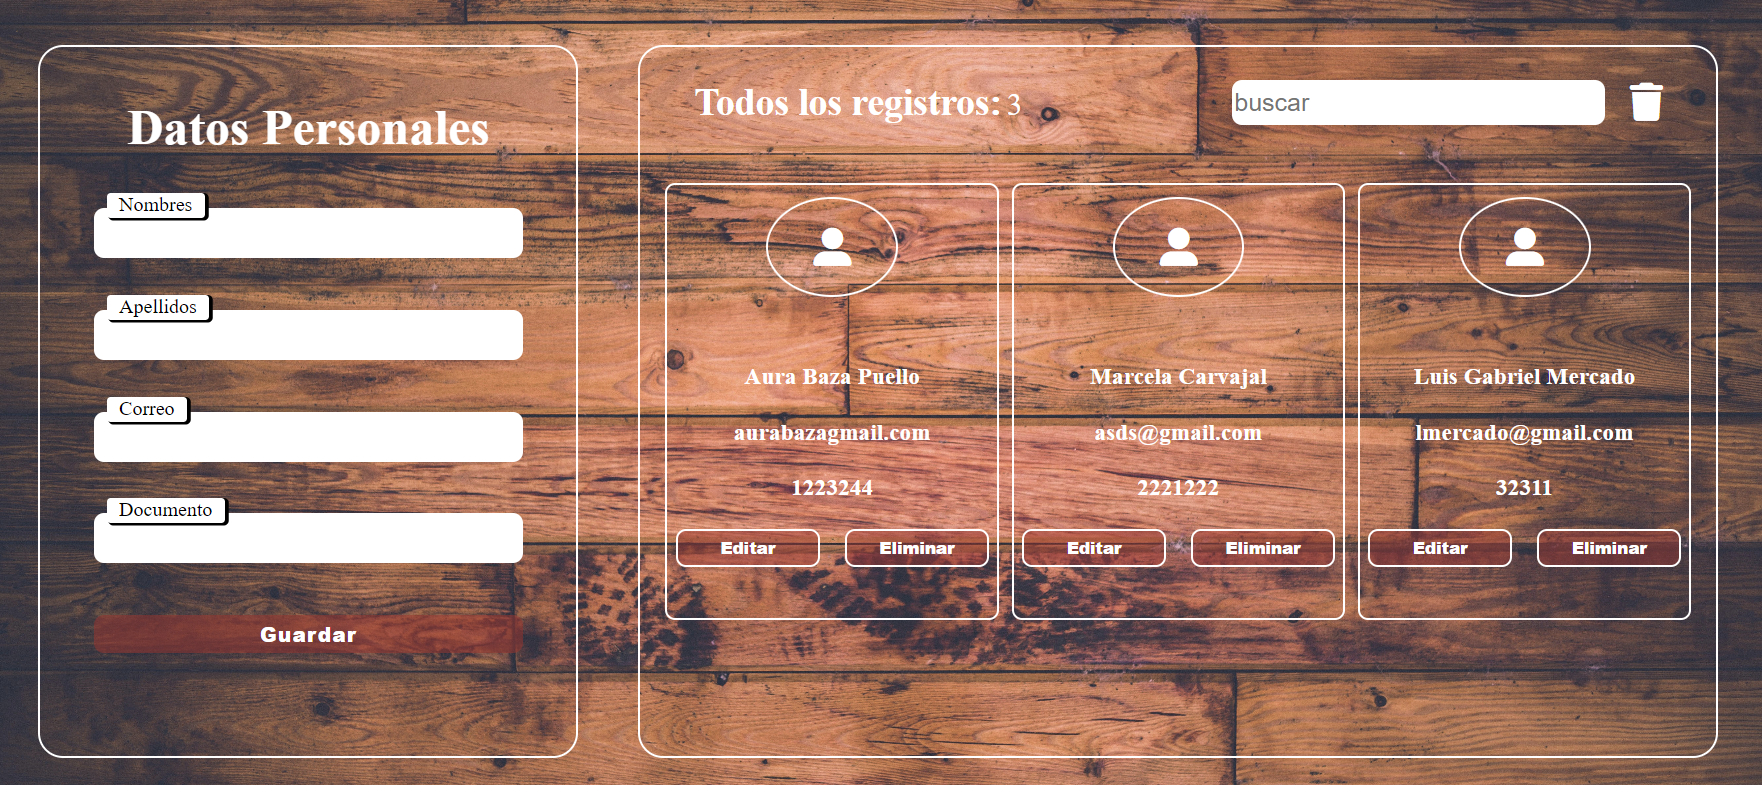 Datos Personales
Nombres
Apellidos
Correo
Documento
Guardar
Todos los registros: 3
buscar
Aura Baza Puello
aurabazagmail.com
1223244
Editar Eliminar
Marcela Carvajal
asds@gmail.com
2221222
Editar Eliminar
Luis Gabriel Mercado
lmercado@gmail.com
32311
Editar Eliminar